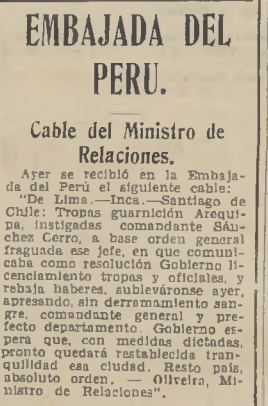 EMBAJADA DEL
PERU.
Cable del Ministro de
Relaciones.
Ayer se recibió en la Embaja-
da del Perú el siguiente cable:
"De Lima.—Inca.—Santiago de
Chile: Tropas guarnición Arequi-
pa, instigadas comandante Sán-
chez Cerro, a base orden general
fraguada ese jefe, en que comuni-
caba como resolución Gobierno li-
cenciamiento tropas y oficiales, y
rebaja haberes, subleváronse ayer,
apresando, sin derramamiento san-
gre, comandante general y pre-
fecto departamento. Gobierno es-
pera que, con medidas dictadas,
pronto quedará restablecida tran-
quilidad esa ciudad. Resto país,
absoluto orden. — Oliveira, Mi-
nistro de Relaciones".